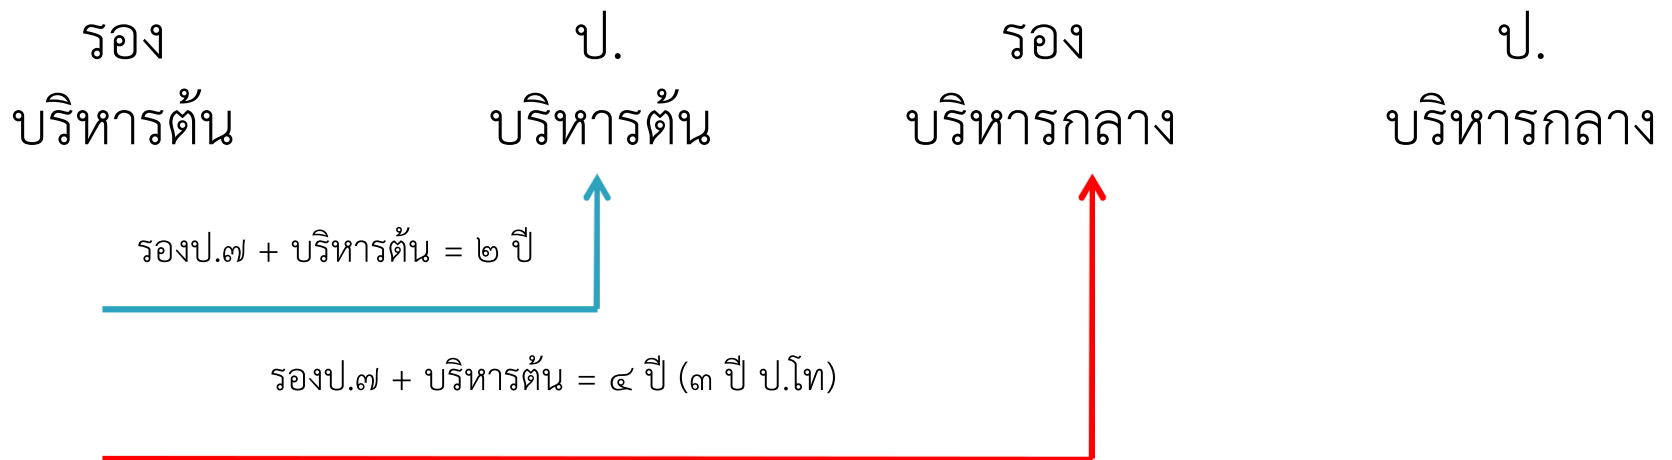 รอง ป. รอง ป.
บริหารต้น บริหารต้น บริหารกลาง บริหารกลาง
รองป.๗ + บริหารต้น = ๒ ปี
รองป.๗ + บริหารต้น = ๔ ปี (๓ ปี ป.โท)